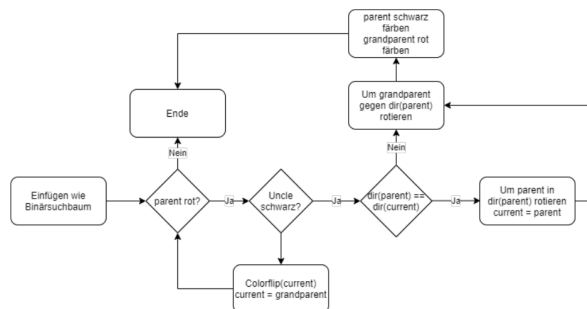 parent schwarz
färben
grandparent rot
färben
Ende
Um grandparent
gegen dir(parent)
rotieren
Nein
Nein
Einfügen wie
Binärsuchbaum
parent rot?
Ja
Uncle
schwarz?
Ja
dir(parent) ==
dir(current)
Ja
Um parent in
dir(parent) rotieren
current = parent
Colorflip(current)
current = grandparent